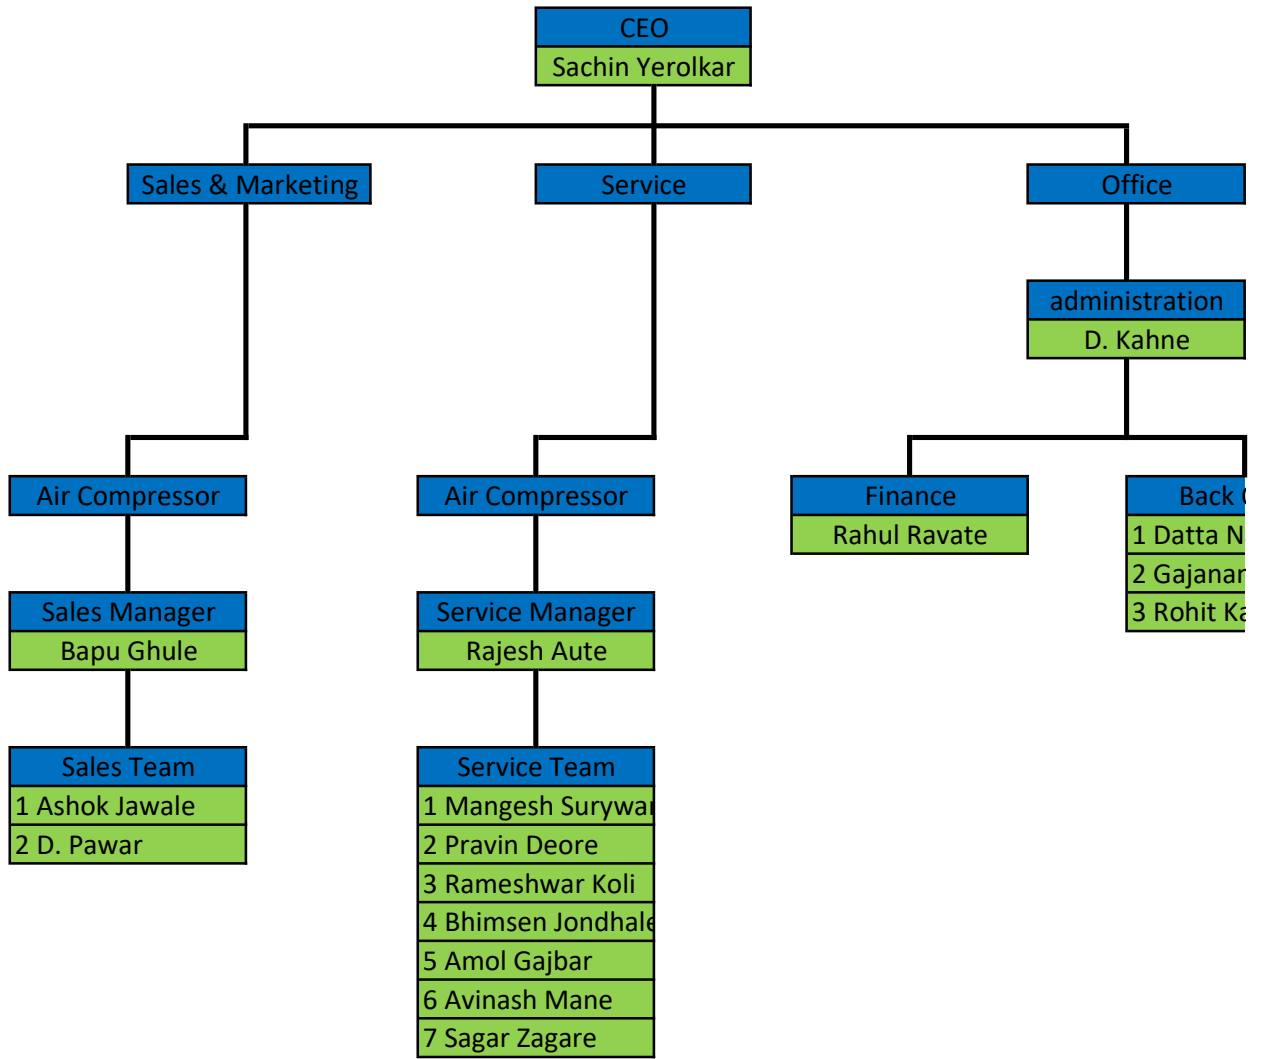 CEO
Sachin Yerolkar
Sales & Marketing
Service
Office
administration
D. Kahne
Air Compressor
Air Compressor
Finance
Back
Rahul Ravate
1 Datta
2
3 Rohit
Sales Manager
Service Manager
Bapu Ghule
Rajesh Aute
Sales Team
Service Team
1 Ashok Jawale
1 Mangesh
2 D. Pawar
2 Pravin Deore
3 Rameshwar Koli
4 Bhimsen Jondhale
5 Amol Gajbar
6 Avinash Mane
7 Sagar Zagare